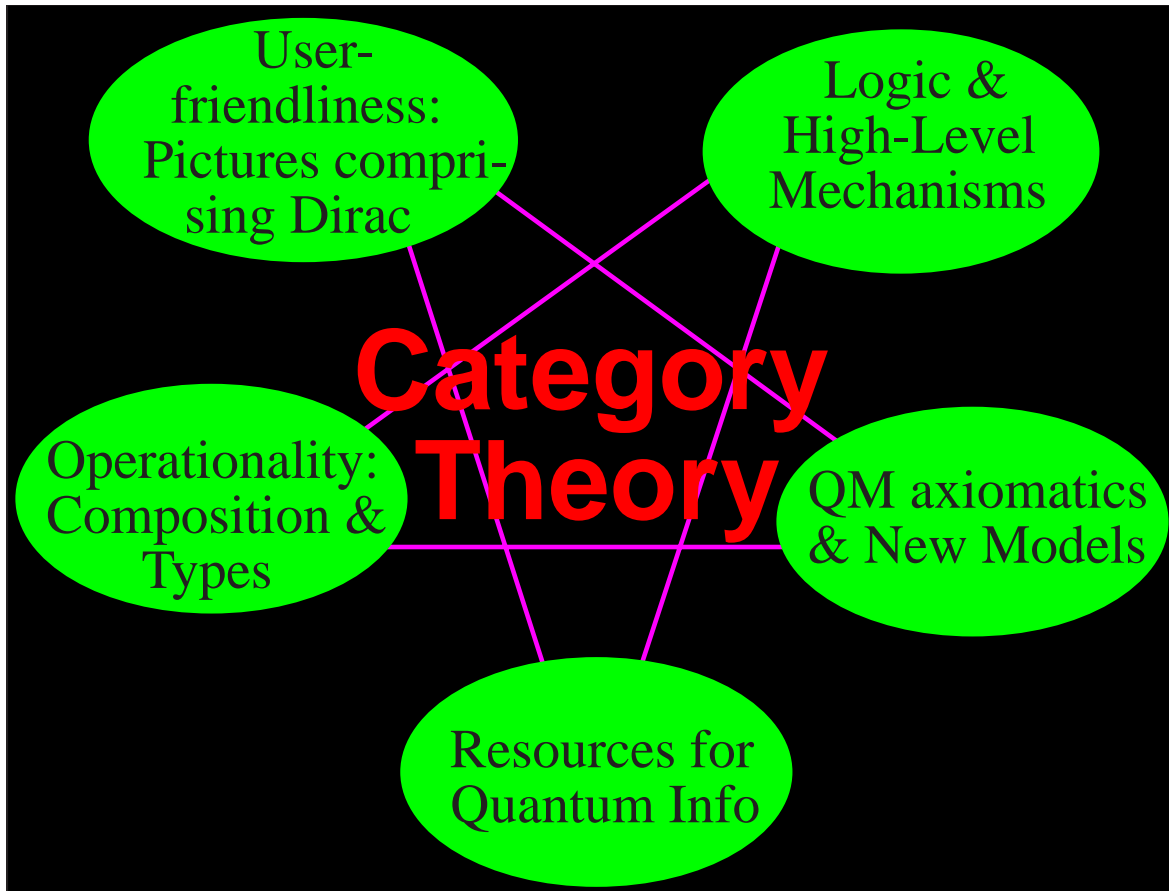 User-
friendliness:
Pictures compri-
sing Dirac
Logic &
High-Level
Mechanisms
Category
Theory
Operationality:
Composition &
Types
QM axiomatics
& New Models
Resources for
Quantum Info